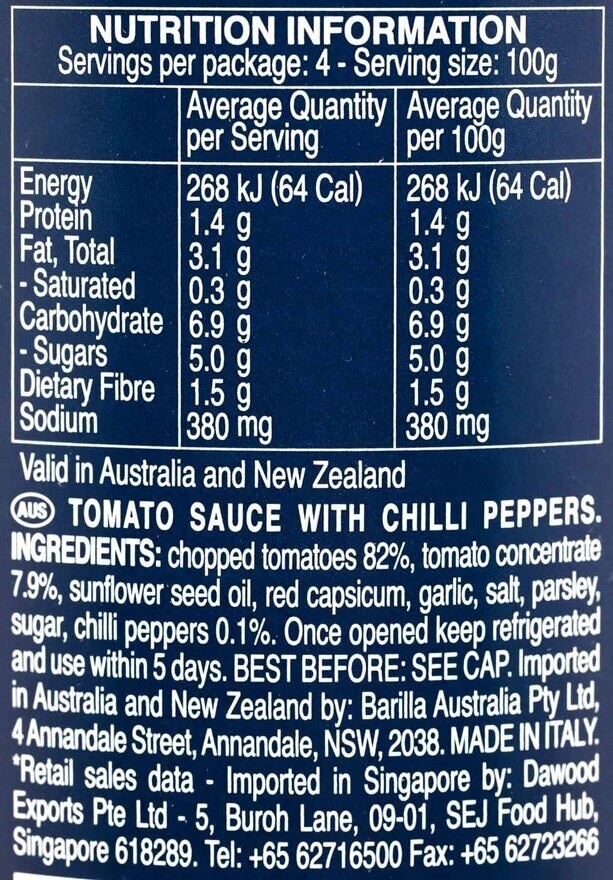 NUTRITION INFORMATION
Servings per package: 4 - Serving size: 100g
Average Quantity per Serving Average Quantity per 100g
Energy 268 kJ (64 Cal) 268 kJ (64 Cal)
Protein 1.4 g 1.4 g
Fat, Total 3.1 g 3.1 g
- Saturated 0.3 g 0.3 g
Carbohydrate 6.9 g 6.9 g
- Sugars 5.0 g 5.0 g
Dietary Fibre 1.5 g 1.5 g
Sodium 380 mg 380 mg
Valid in Australia and New Zealand
AUS TOMATO SAUCE WITH CHILLI PEPPERS.
INGREDIENTS: chopped tomatoes 82%, tomato concentrate
7.9%, sunflower seed oil, red capsicum, garlic, salt, parsley,
sugar, chilli peppers 0.1%. Once opened keep refrigerated
and use within 5 days. BEST BEFORE: SEE CAP. Imported
in Australia and New Zealand by: Barilla Australia Pty Ltd,
4 Annandale Street, Annandale, NSW, 2038. MADE IN ITALY.
*Retail sales data - Imported in Singapore by: Dawood
Exports Pte Ltd - 5, Buroh Lane, 09-01, SEJ Food Hub,
Singapore 618289. Tel: +65 62716500 Fax: +65 62723266